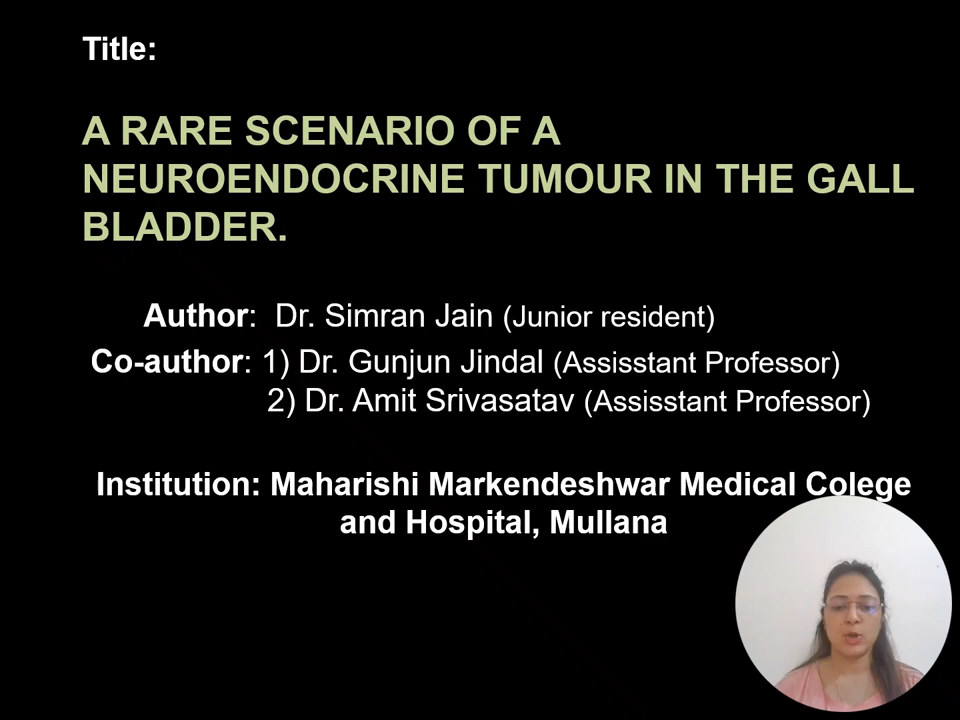 Title:
A RARE SCENARIO OF A
NEUROENDOCRINE TUMOUR IN THE GALL
BLADDER.
Author: Dr. Simran Jain (Junior resident)
Co-author: 1) Dr. Gunjun Jindal (Assisstant Professor)
2) Dr. Amit Srivasatav (Assisstant Professor)
Institution: Maharishi Markendeshwar Medical Colege
and Hospital, Mullana